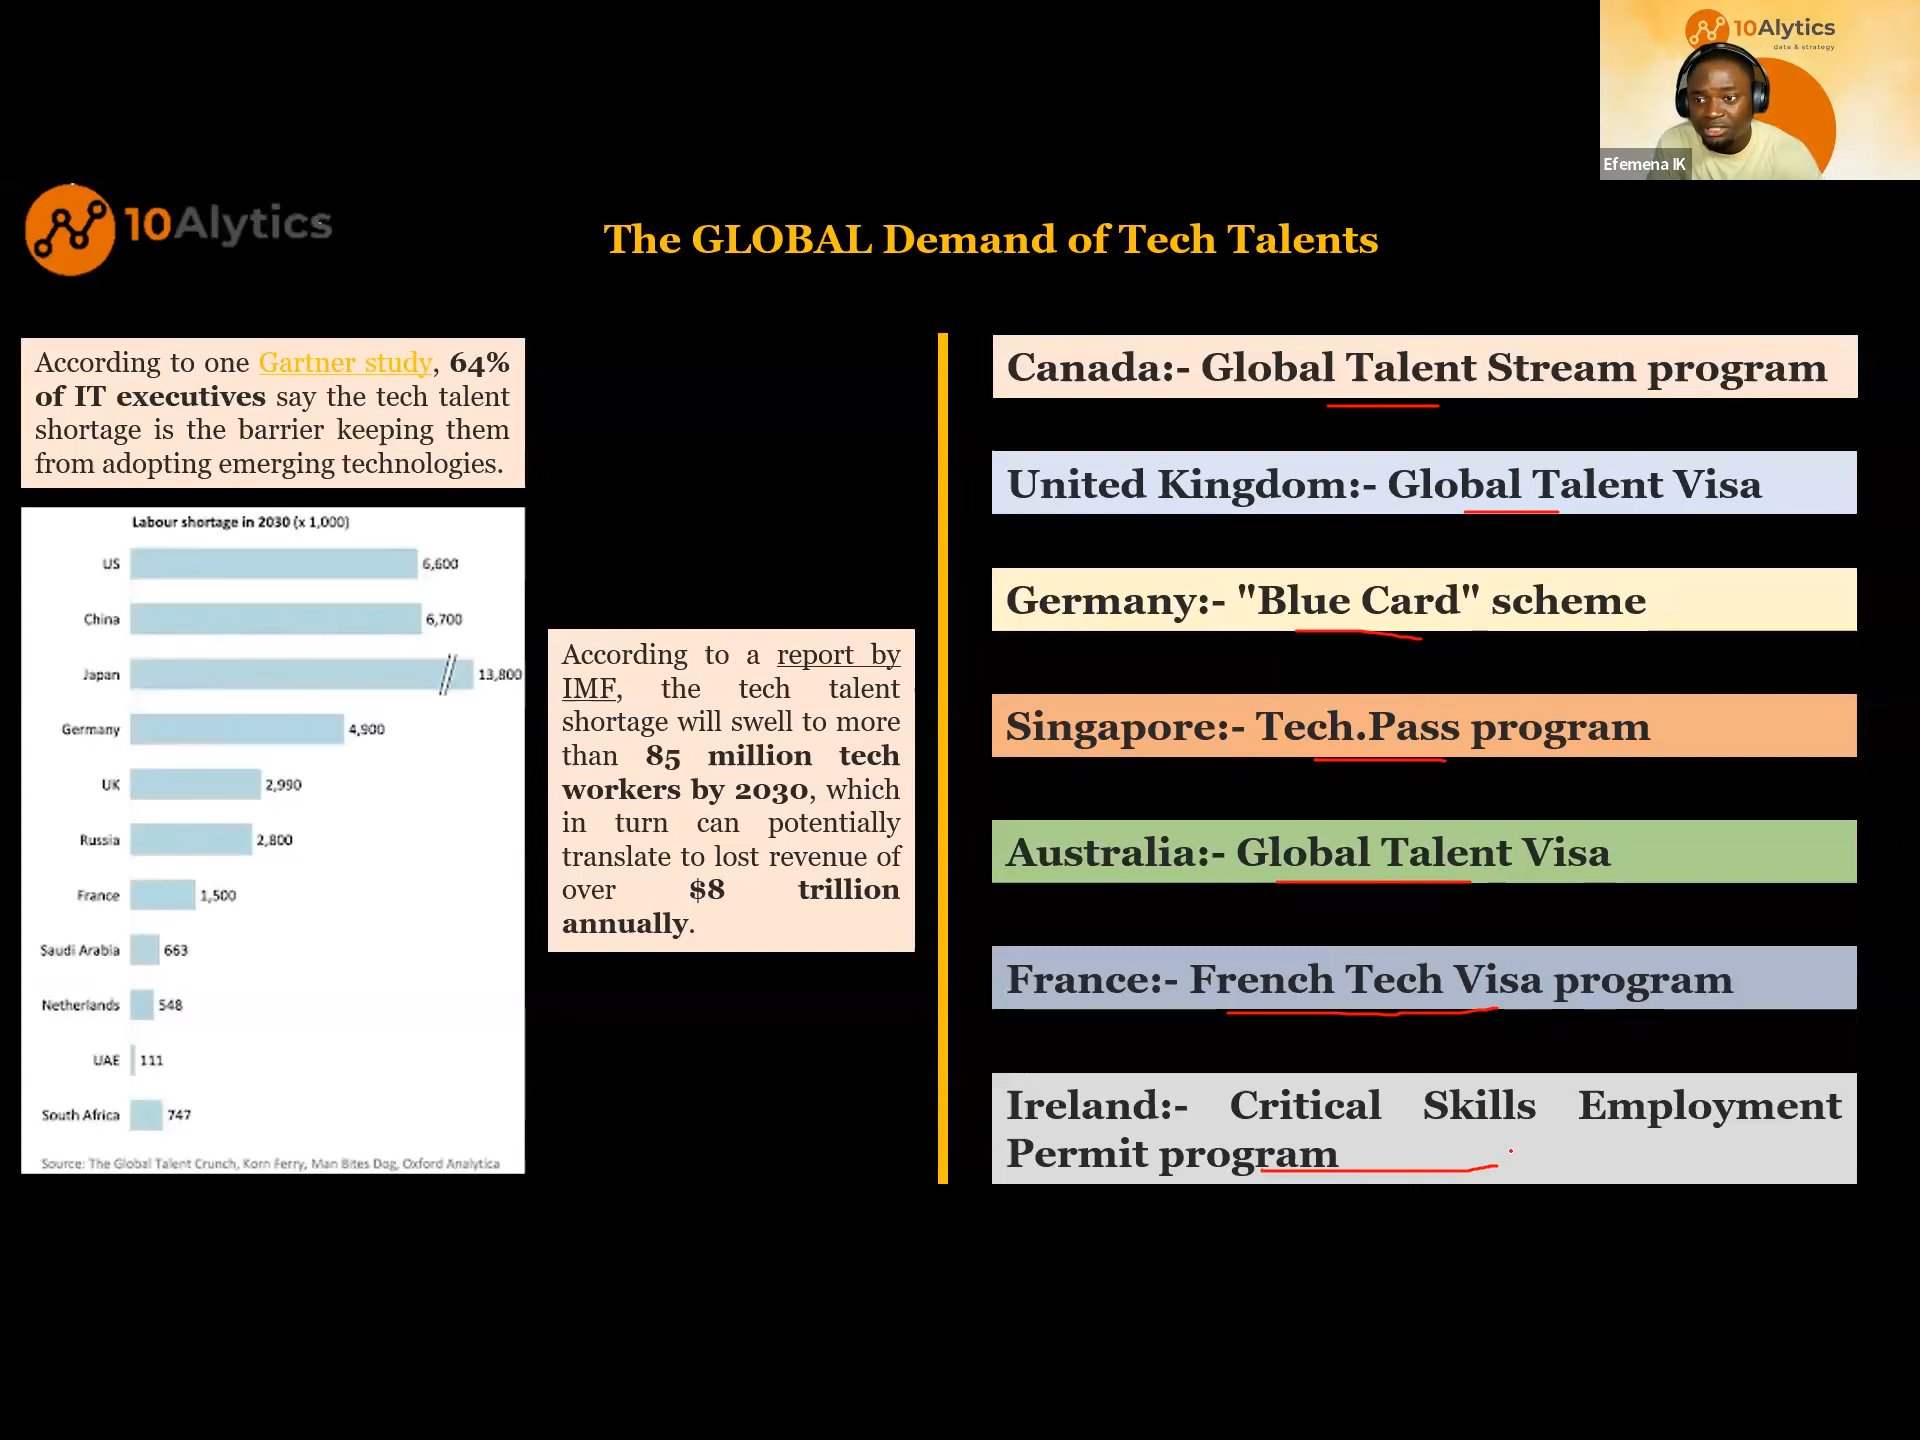 10Alytics
data & strategy
Efemena IK
10Alytics
The GLOBAL Demand of Tech Talents
According to one Gartner study, 64%
of IT executives say the tech talent
shortage is the barrier keeping them
from adopting emerging technologies.
Labour shortage in 2030 (x 1,000)
US 6,600
China 6,700
Japan 13,800
Germany 4,900
UK 2,990
Russia 2,800
France 1,500
Saudi Arabia 663
Netherlands 548
UAE 111
South Africa 747
Source: The Global Talent Crunch, Korn Ferry, Man Bites Dog, Oxford Analytica
According to a report by
IMF, the tech talent
shortage will swell to more
than 85 million tech
workers by 2030, which
in turn can potentially
translate to lost revenue of
over $8 trillion
annually.
Canada:- Global Talent Stream program
United Kingdom:- Global Talent Visa
Germany:- "Blue Card" scheme
Singapore:- Tech.Pass program
Australia:- Global Talent Visa
France:- French Tech Visa program
Ireland:- Critical Skills Employment
Permit program